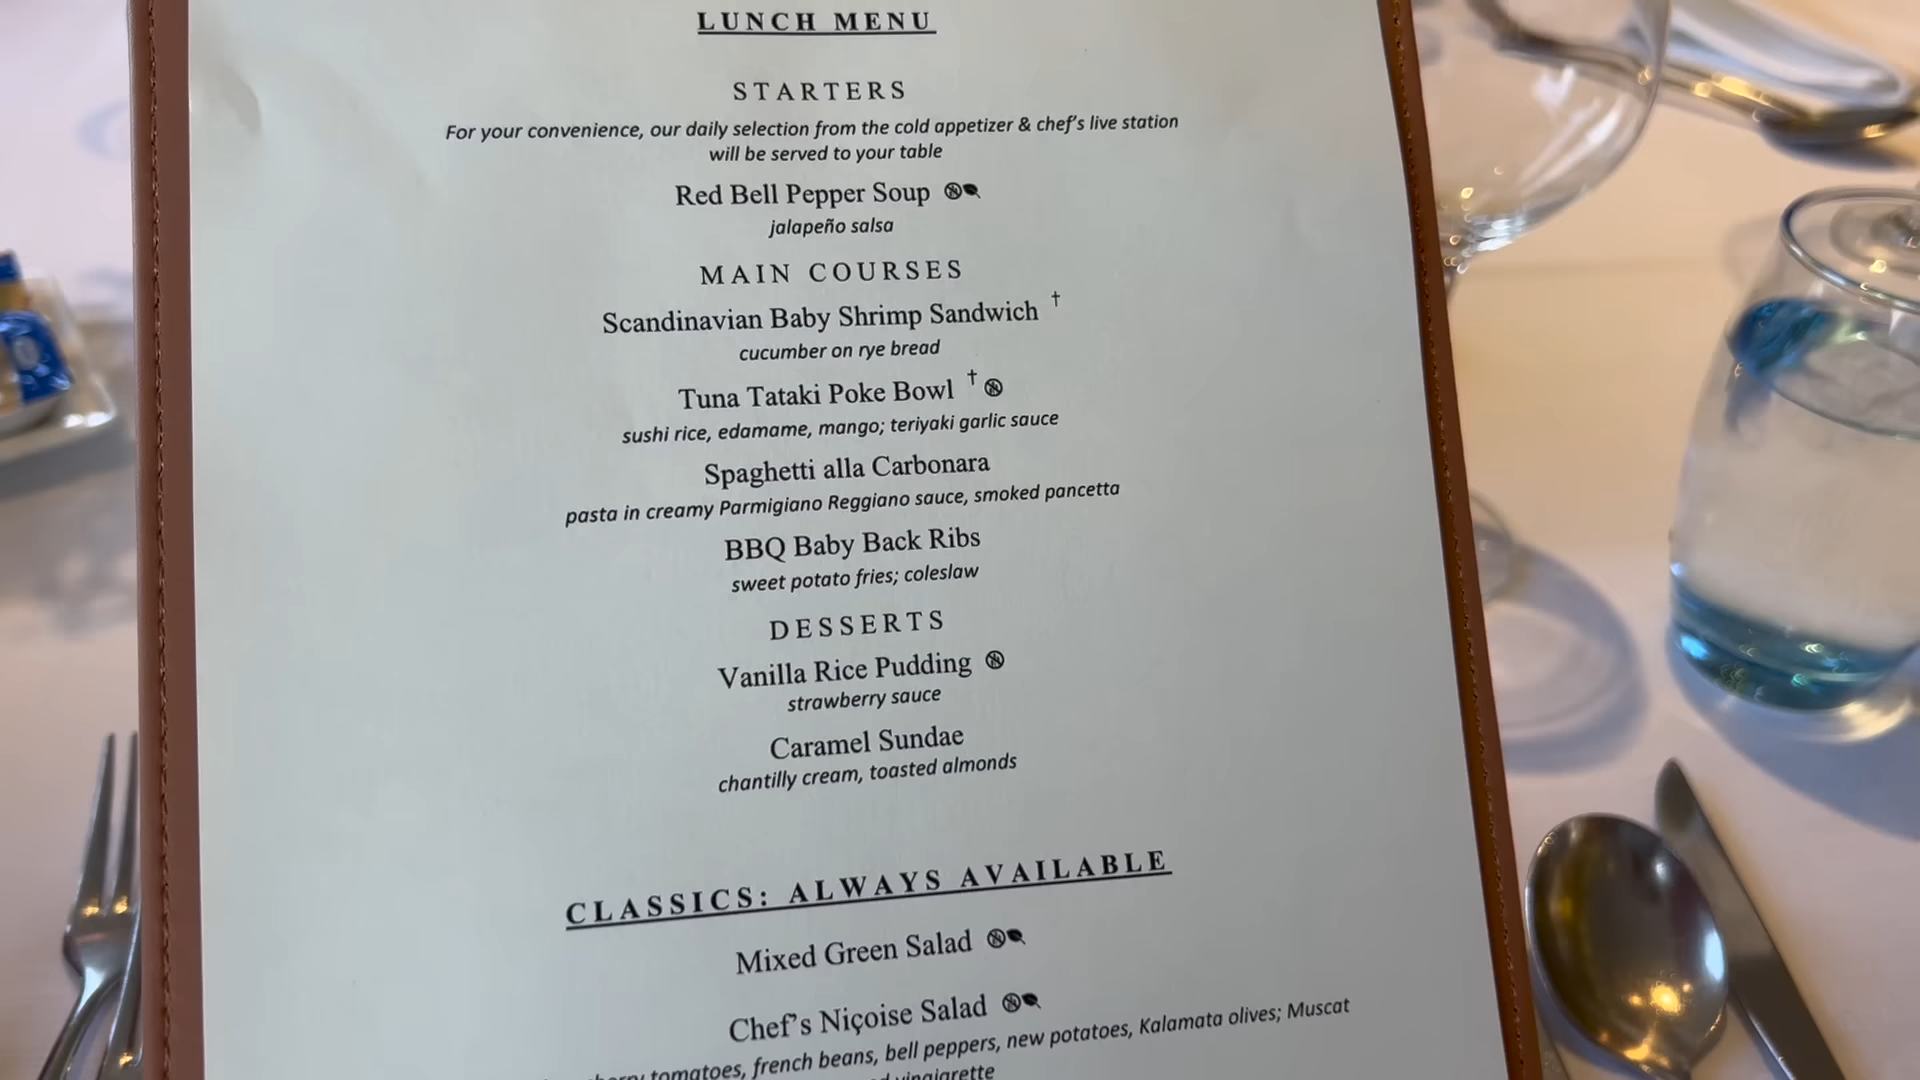 LUNCH MENU
STARTERS
For your convenience, our daily selection from the cold appetizer & chef's live station
will be served to your table
Red Bell Pepper Soup
jalapeño salsa
MAIN COURSES
Scandinavian Baby Shrimp Sandwich †
cucumber on rye bread
Tuna Tataki Poke Bowl †
sushi rice, edamame, mango; teriyaki garlic sauce
Spaghetti alla Carbonara
pasta in creamy Parmigiano Reggiano sauce, smoked pancetta
BBQ Baby Back Ribs
sweet potato fries; coleslaw
DESSERTS
Vanilla Rice Pudding
strawberry sauce
Caramel Sundae
chantilly cream, toasted almonds
CLASSICS: ALWAYS AVAILABLE
Mixed Green Salad
Chef's Niçoise Salad
tomatoes, french beans, bell peppers, new potatoes, Kalamata olives; Muscat
vinaigrette